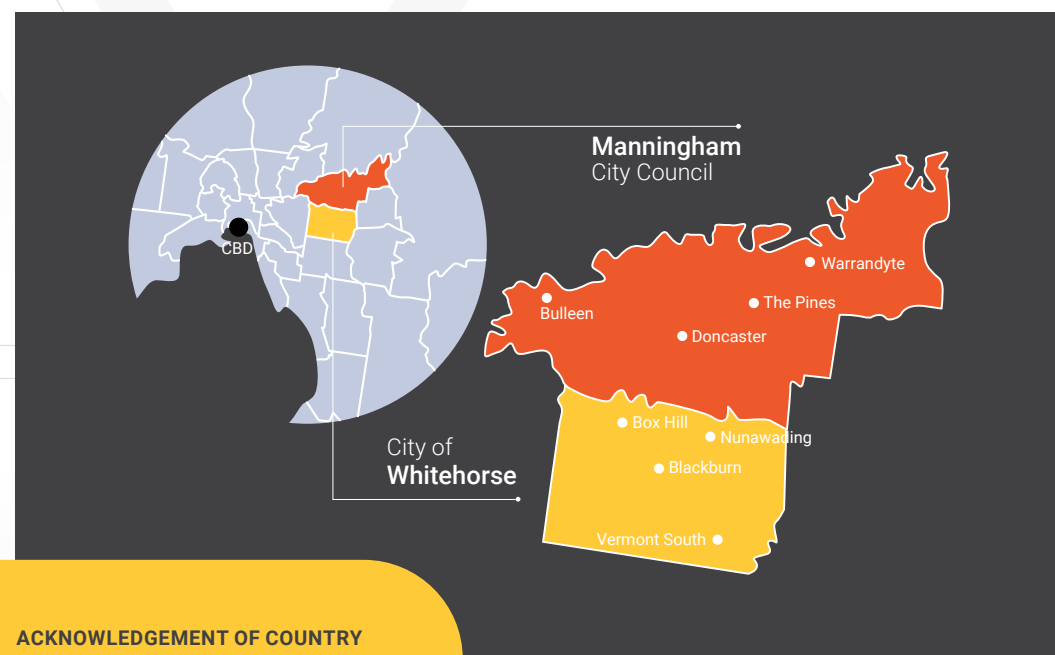 Manningham
City Council
CBD
Warrandyte
The Pines
Bulleen
Doncaster
Box Hill
Nunawading
Blackburn
Vermont South
City of
Whitehorse
ACKNOWLEDGEMENT OF COUNTRY